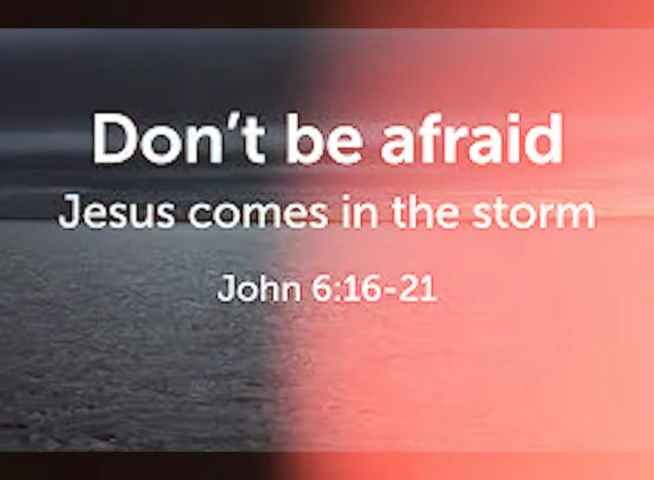 Don't be afraid
Jesus comes in the storm
John 6:16-21